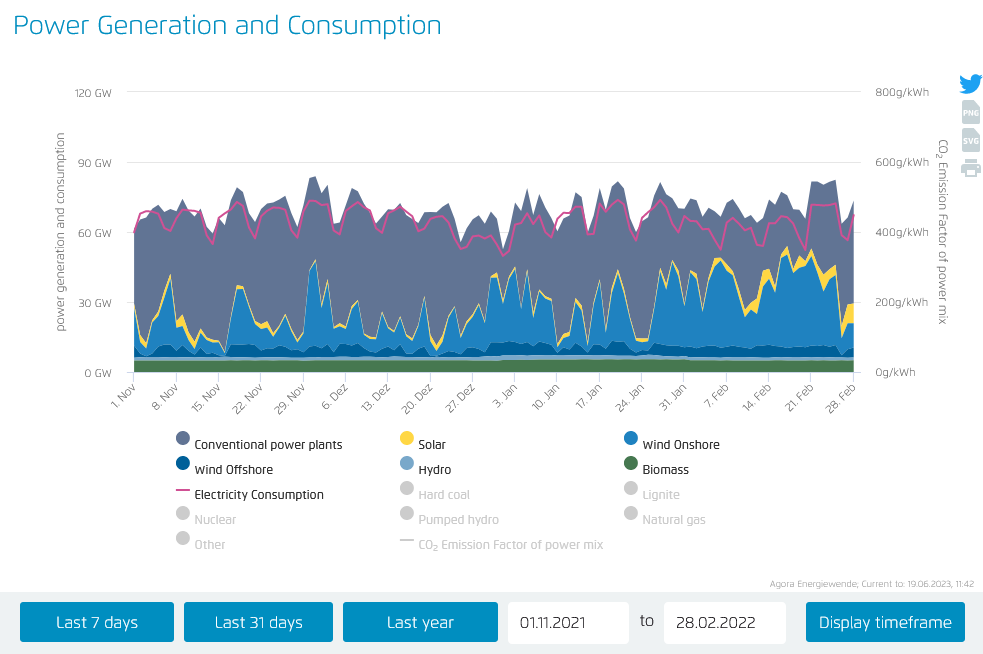 Power Generation and Consumption
120 GW
90 GW
60 GW
30 GW
0 GW
power generation and consumption
800g/kWh
600g/kWh
400g/kWh
200g/kWh
0g/kWh
CO₂ Emission Factor of power mix
PNG
SVG
1. Nov
8. Nov
15. Nov
22. Nov
29. Nov
6. Dez
13. Dez
20. Dez
27. Dez
3. Jan
10. Jan
17. Jan
24. Jan
31. Jan
7. Feb
14. Feb
21. Feb
28. Feb
Conventional power plants Solar Wind Onshore
Wind Offshore Hydro Biomass
Electricity Consumption Hard coal Lignite
Nuclear Pumped hydro Natural gas
Other CO₂ Emission Factor of power mix
Agora Energiewende; Current to: 19.06.2023, 11:42
Last 7 days Last 31 days Last year 01.11.2021 to 28.02.2022 Display timeframe